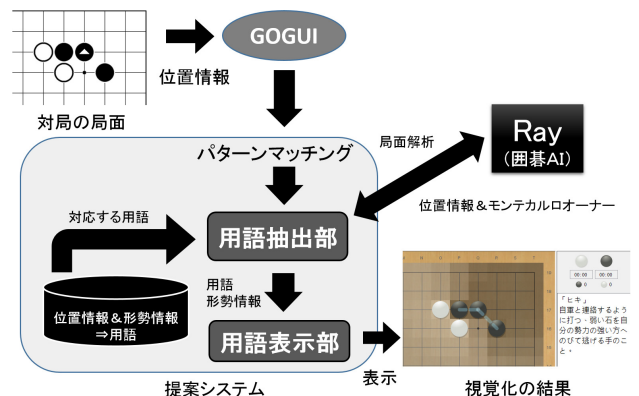 GOGUI
位置情報
対局の局面
パターンマッチング
局面解析
Ray
(囲碁AI)
位置情報&モンテカルロオーナー
対応する用語
用語抽出部
用語
形勢情報
位置情報&形勢情報
⇒用語
用語表示部
表示
00:00 00:00
0 0
「ヒキ」
自軍と連絡するよう
に打つ・弱い石を自
分の勢力の強い方へ
のびて逃げる手のこ
と・
提案システム
視覚化の結果